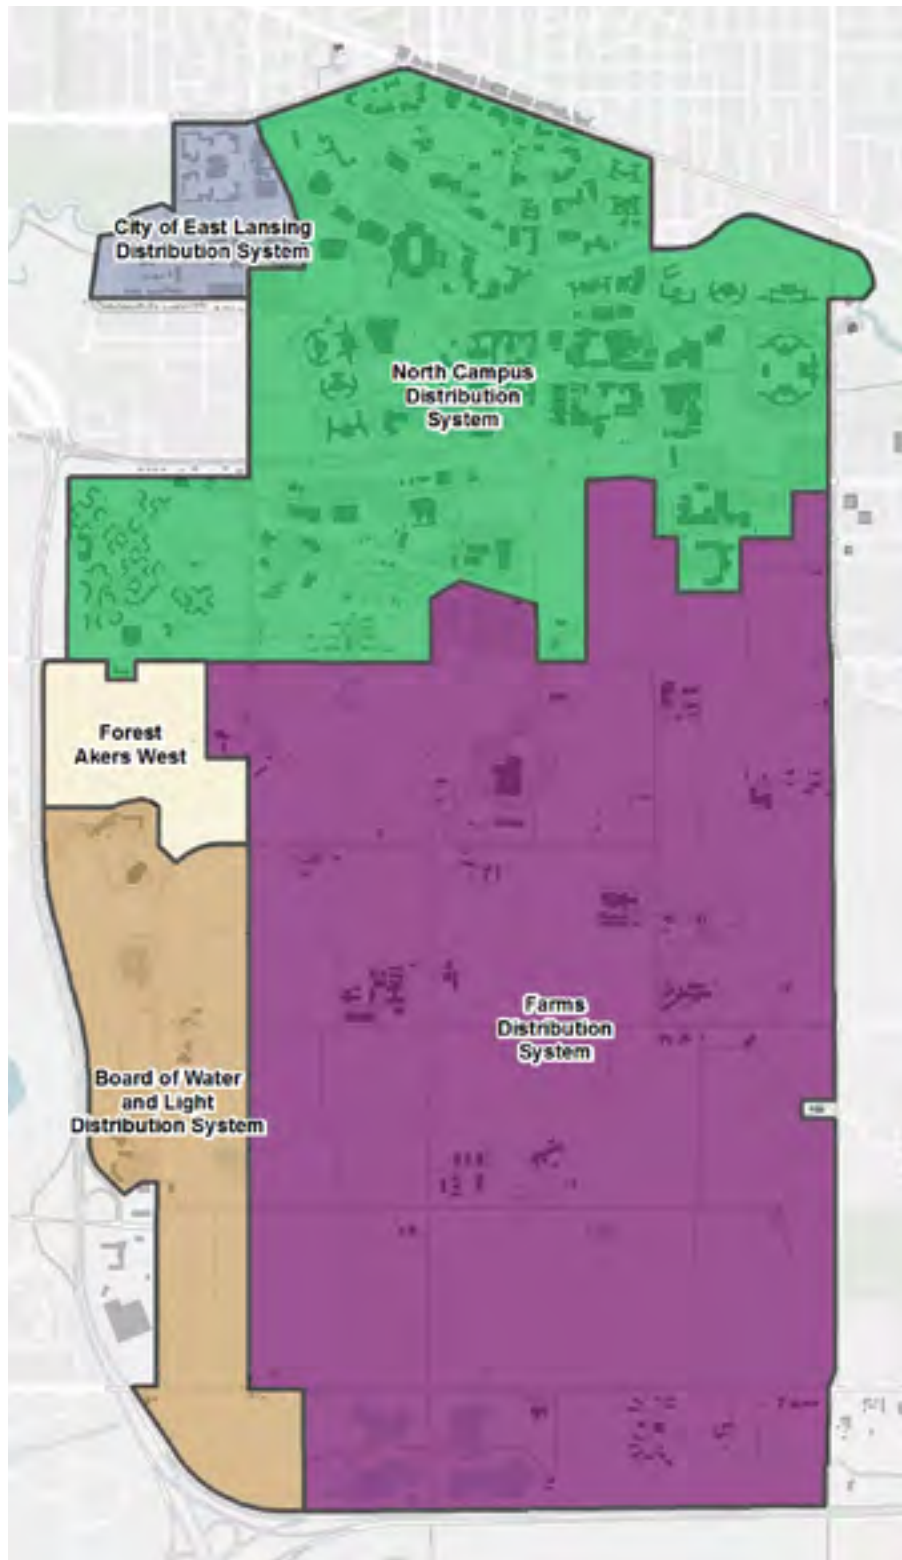 City of East Lansing
Distribution System
North Campus
Distribution
System
Forest
Akers West
Farms
Distribution
System
Board of Water
and Light
Distribution System